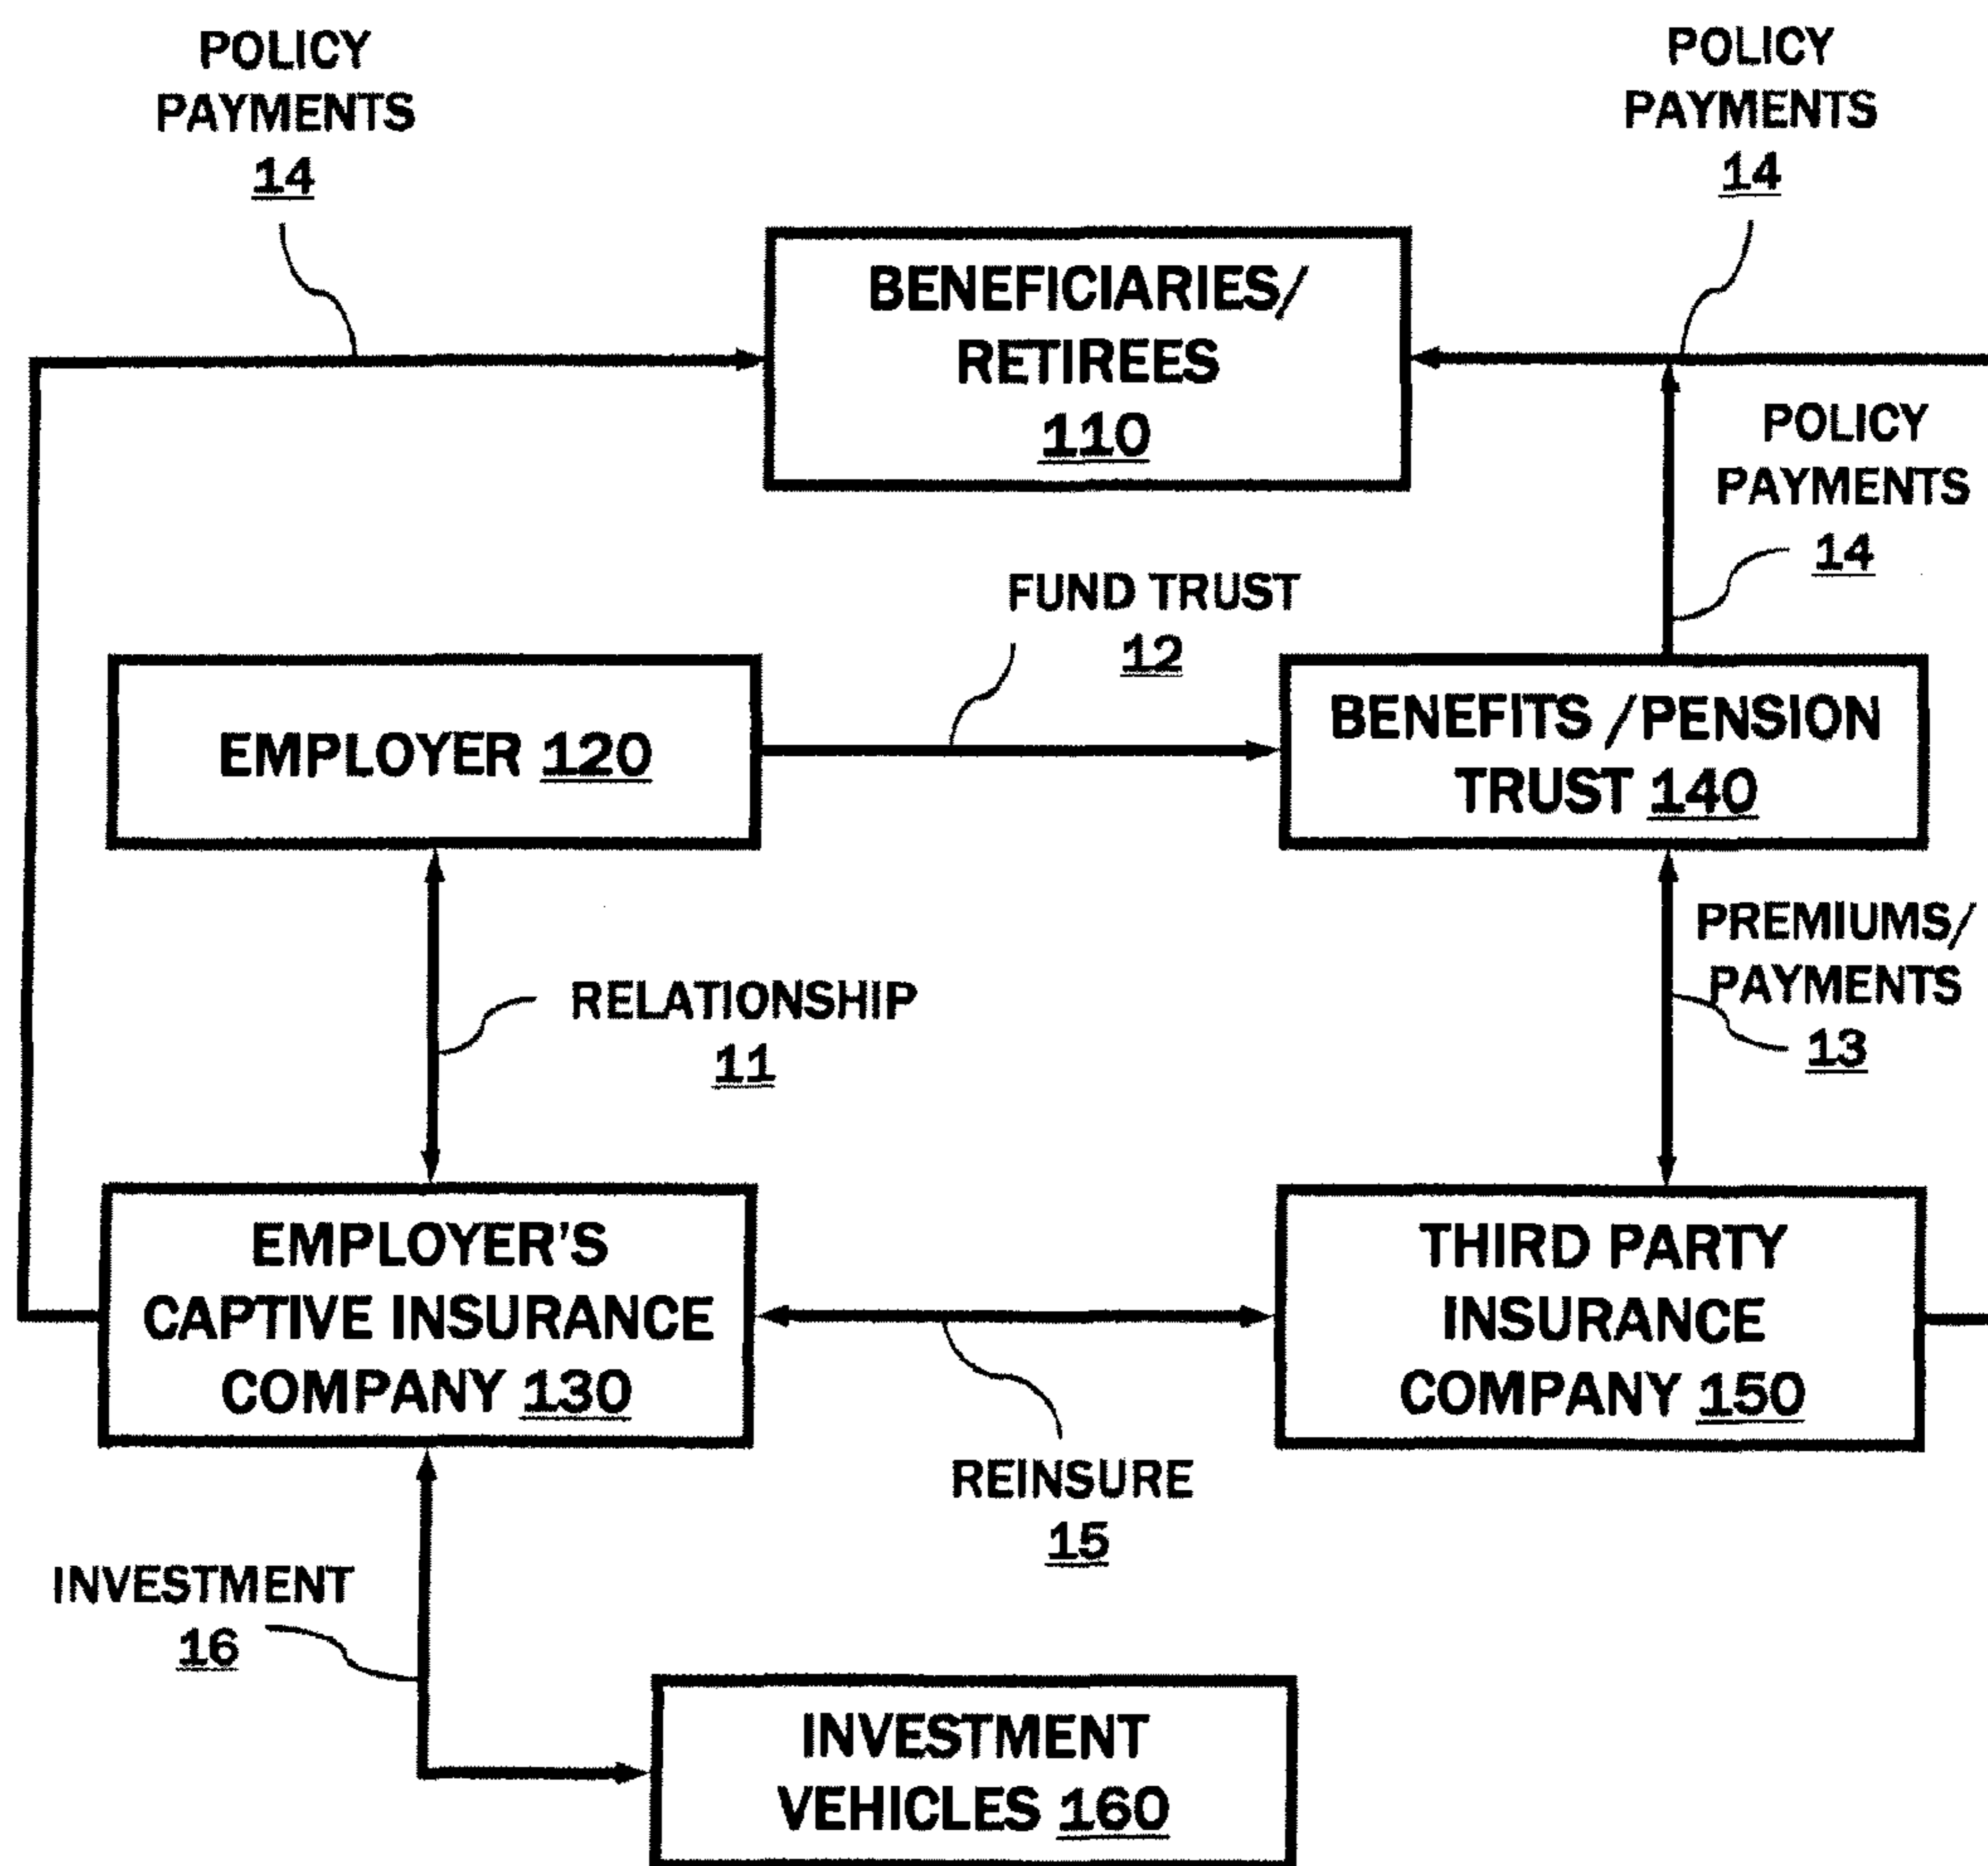 POLICY
PAYMENTS
14
POLICY
PAYMENTS
14
BENEFICIARIES/
RETIREES
110
POLICY
PAYMENTS
14
FUND TRUST
12
EMPLOYER 120
BENEFITS /PENSION
TRUST 140
PREMIUMS/
PAYMENTS
13
RELATIONSHIP
11
EMPLOYER'S
CAPTIVE INSURANCE
COMPANY 130
THIRD PARTY
INSURANCE
COMPANY 150
REINSURE
15
INVESTMENT
16
INVESTMENT
VEHICLES 160